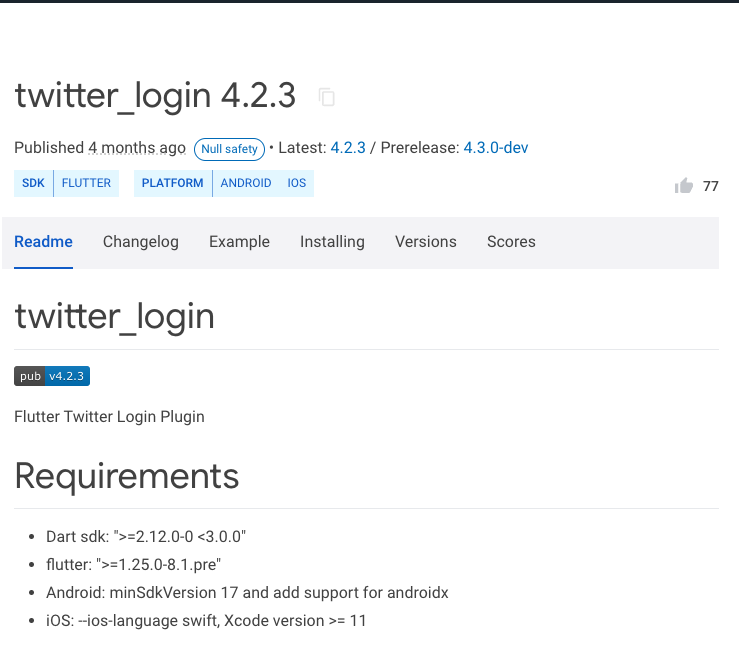 twitter_login 4.2.3
Published 4 months ago Null safety • Latest: 4.2.3 / Prerelease: 4.3.0-dev
SDK FLUTTER PLATFORM ANDROID IOS 77
Readme Changelog Example Installing Versions Scores
twitter_login
pub v4.2.3
Flutter Twitter Login Plugin
Requirements
• Dart sdk: ">=2.12.0-0 <3.0.0"
• flutter: ">=1.25.0-8.1.pre"
• Android: minSdkVersion 17 and add support for androidx
• iOS: --ios-language swift, Xcode version >= 11